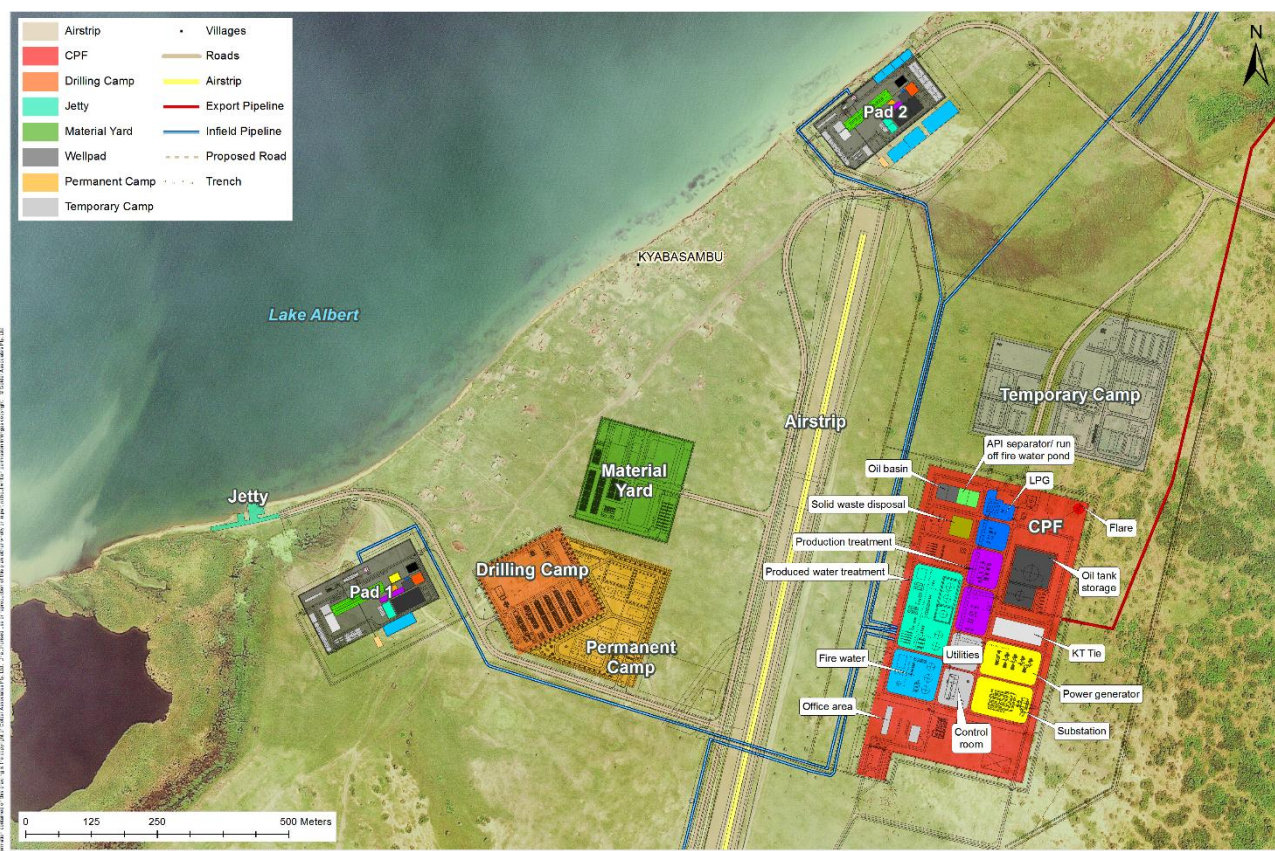 Airstrip
CPF
Drilling Camp
Jetty
Material Yard
Wellpad
Permanent Camp
Temporary Camp
Villages
Roads
Airstrip
Export Pipeline
Infield Pipeline
Proposed Road
Trench
N
Pad 2
KYABASAMBU
Lake Albert
Temporary Camp
Airstrip
Material
Yard
Jetty
API separator/ run
off fire water pond
Oil basin
LPG
Solid waste disposal
CPF
Flare
Production treatment
Drilling Camp
Produced water treatment
Oil tank
storage
Pad 1
Permanent
Camp
Utilities
KT Tie
Fire water
Power generator
Office area
Control
room
Substation
0 125 250 500 Meters